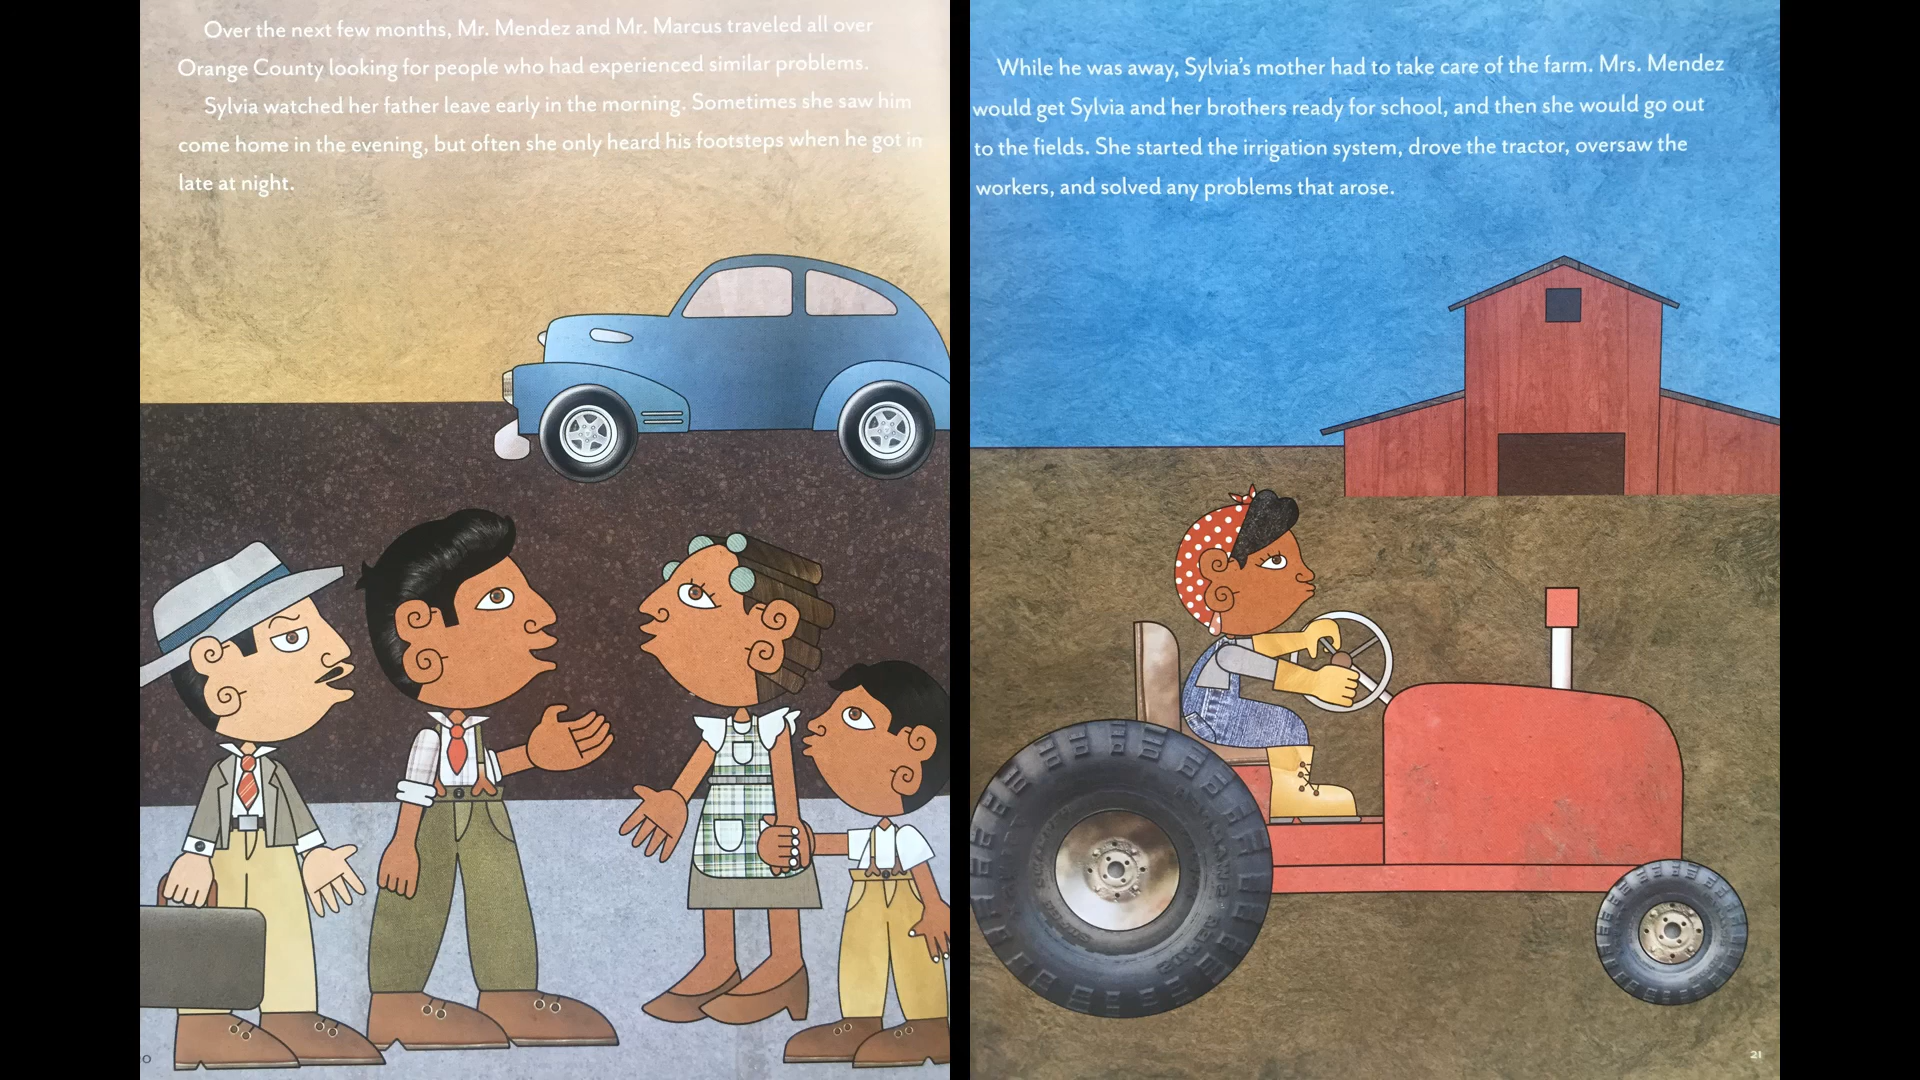 Over the next few months, Mr. Mendez and Mr. Marcus traveled all over
Orange County looking for people who had experienced similar problems.
Sylvia watched her father leave early in the morning. Sometimes she saw him
come home in the evening, but often she only heard his footsteps when he got in
late at night.
While he was away, Sylvia's mother had to take care of the farm. Mrs. Mendez
would get Sylvia and her brothers ready for school, and then she would go out
to the fields. She started the irrigation system, drove the tractor, oversaw the
workers, and solved any problems that arose.
21